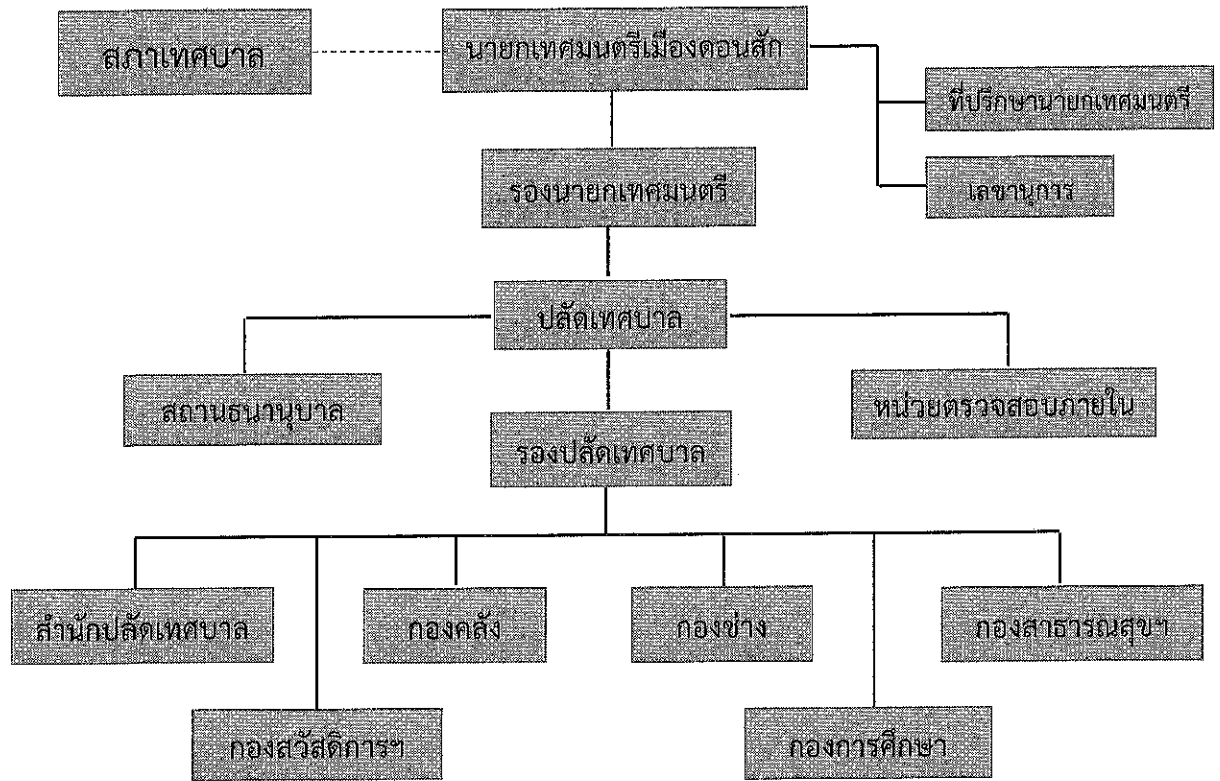 สภาเทศบาล
นายกเทศมนตรีเมืองดอนสัก
ที่ปรึกษานายกเทศมนตรี
รองนายกเทศมนตรี
เลขานุการ
ปลัดเทศบาล
สถานธนานุบาล
หน่วยตรวจสอบภายใน
รองปลัดเทศบาล
สำนักปลัดเทศบาล
กองคลัง
กองช่าง
กองสาธารณสุขฯ
กองสวัสดิการฯ
กองการศึกษา